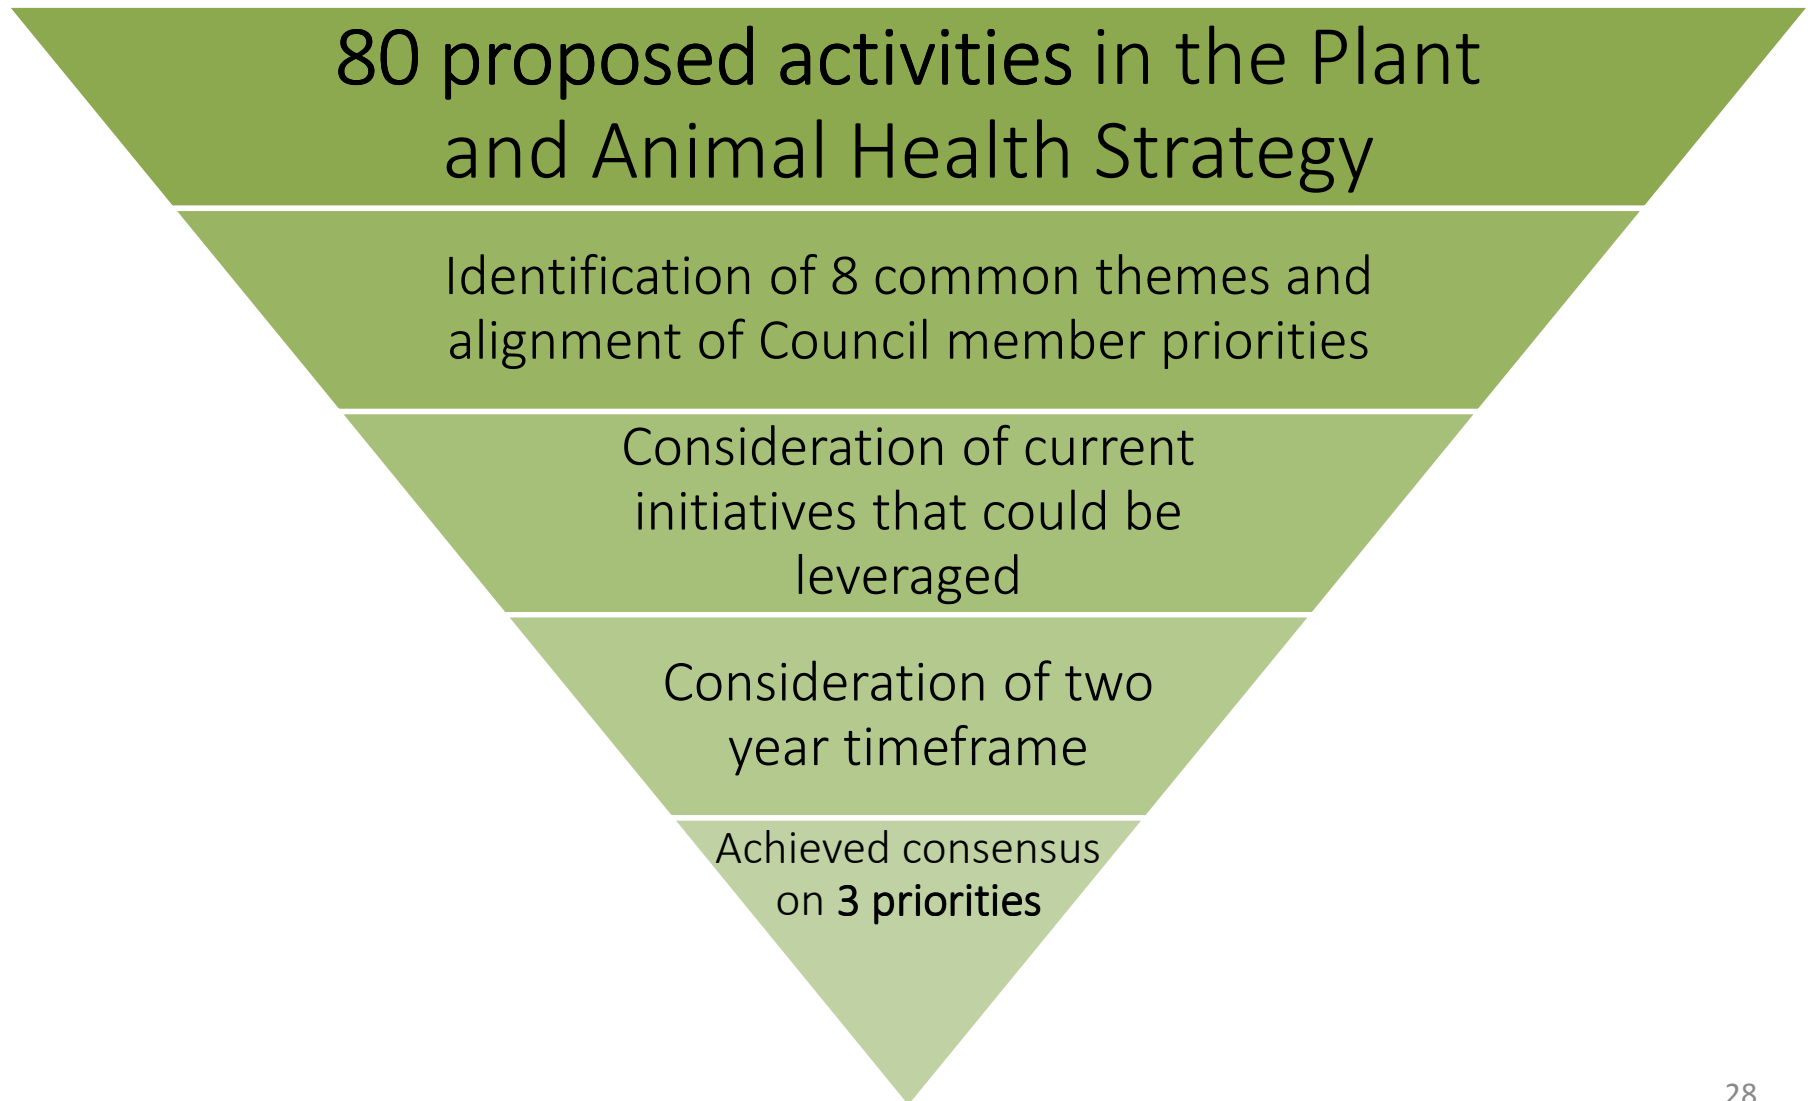 80 proposed activities in the Plant
and Animal Health Strategy
Identification of 8 common themes and
alignment of Council member priorities
Consideration of current
initiatives that could be
leveraged
Consideration of two
year timeframe
Achieved consensus
on 3 priorities
28